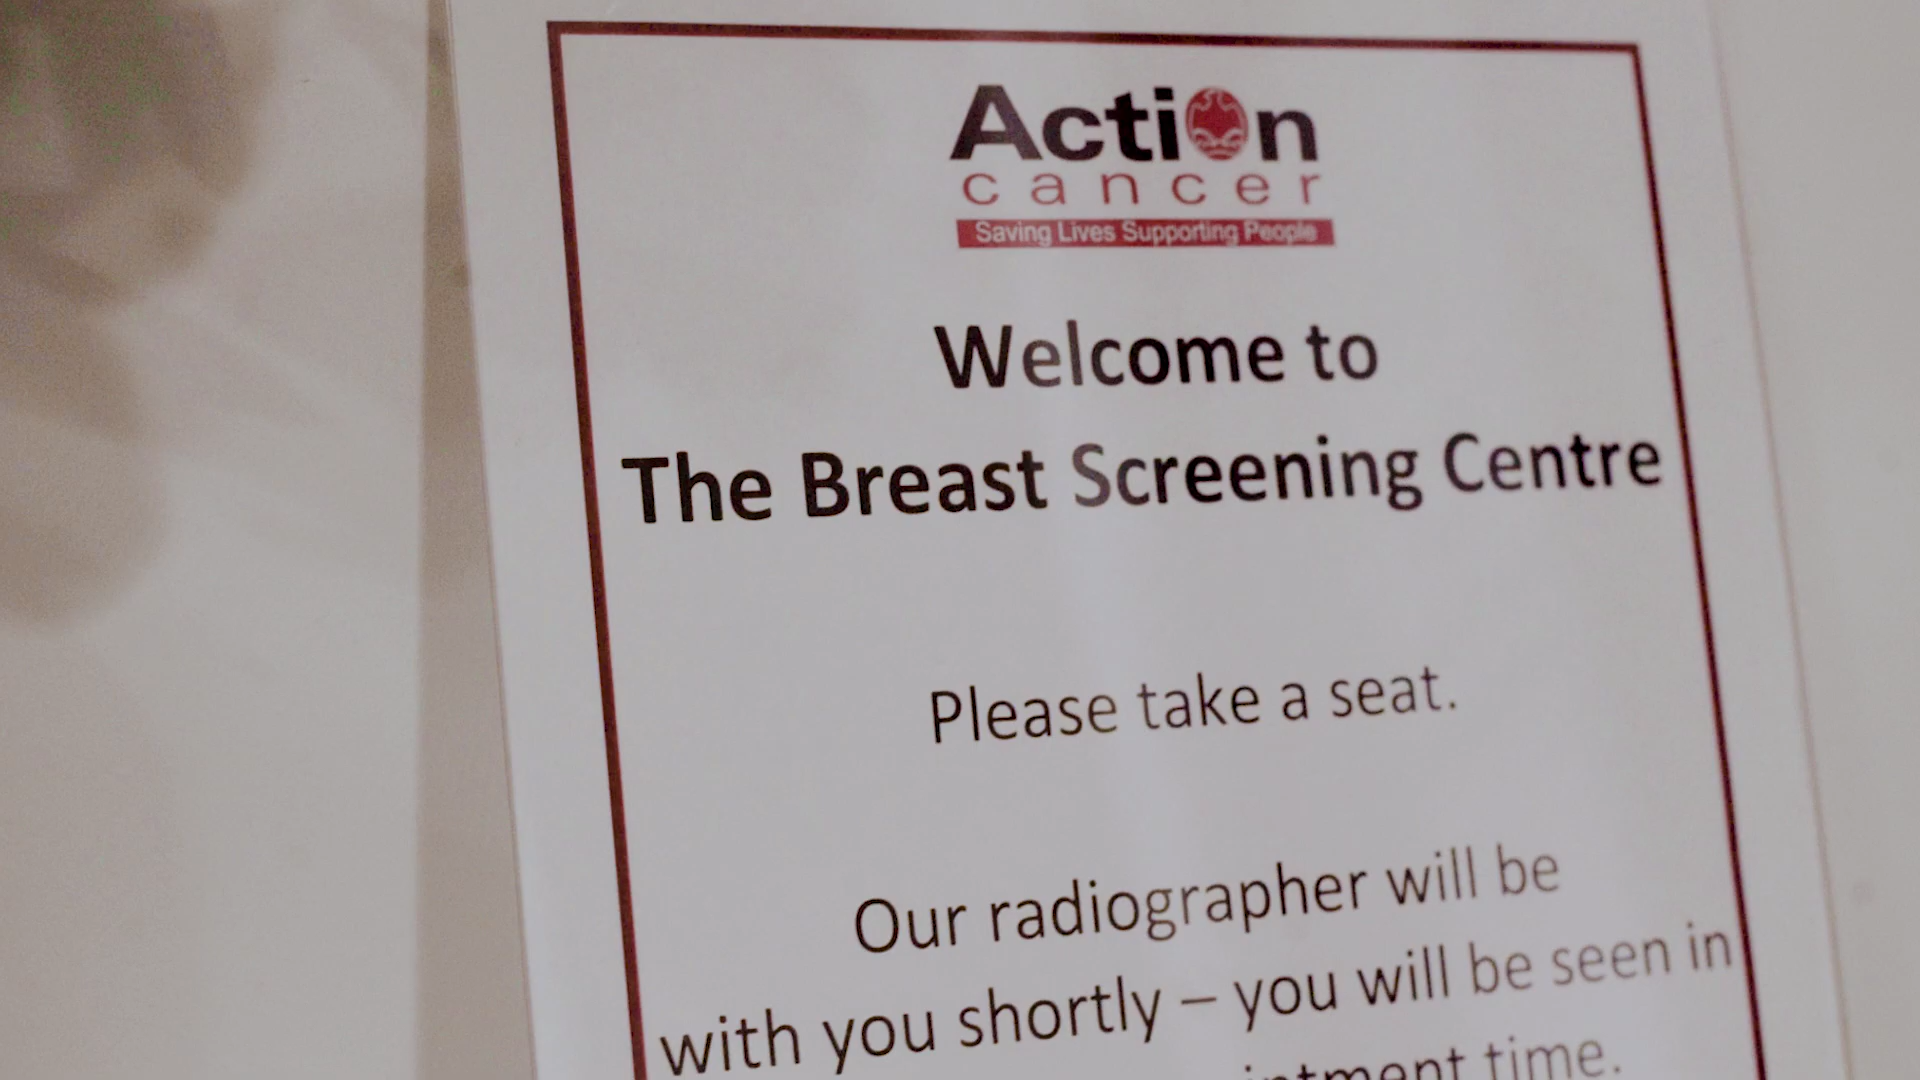 Action
cancer
Saving Lives Supporting People
Welcome to
The Breast Screening Centre
Please take a seat.
Our radiographer will be
with you shortly – you will be seen in
time.